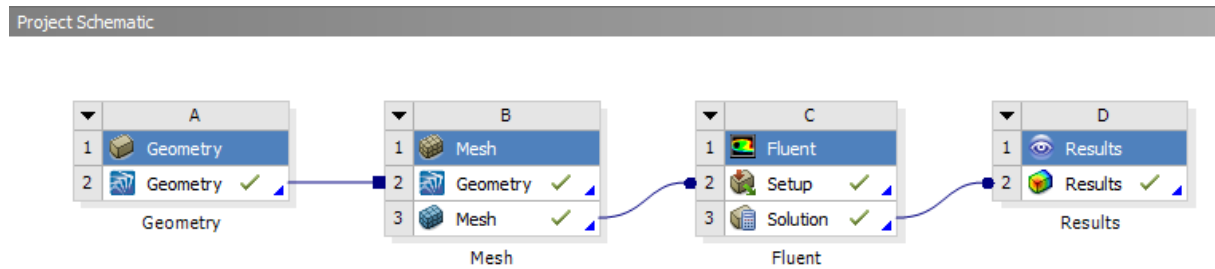 Project Schematic
A B C D
1 Geometry 1 Mesh 1 Fluent 1 Results
2 Geometry 2 Geometry 2 Setup 2 Results
3 Mesh 3 Solution
Geometry Results
Mesh Fluent